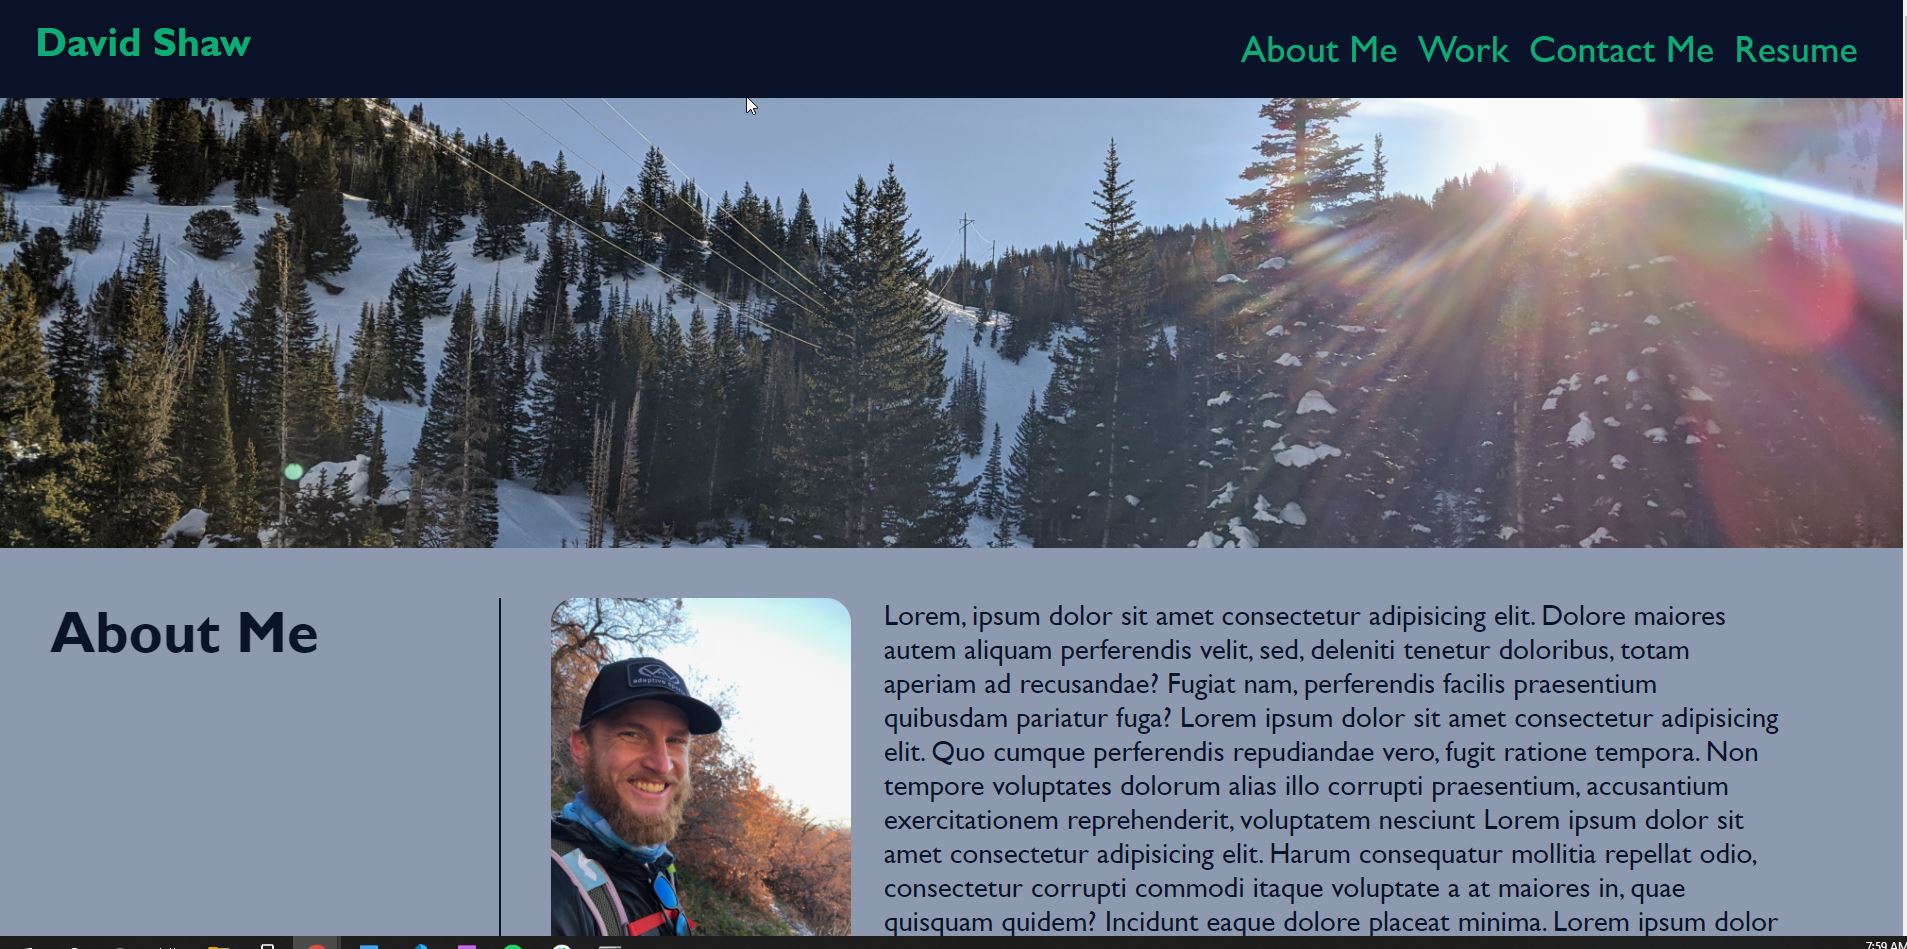 David Shaw
About Me Work Contact Me Resume
About Me
adaptive
Lorem, ipsum dolor sit amet consectetur adipisicing elit. Dolore maiores
autem aliquam perferendis velit, sed, deleniti tenetur doloribus, totam
aperiam ad recusandae? Fugiat nam, perferendis facilis praesentium
quibusdam pariatur fuga? Lorem ipsum dolor sit amet consectetur adipisicing
elit. Quo cumque perferendis repudiandae vero, fugit ratione tempora. Non
tempore voluptates dolorum alias illo corrupti praesentium, accusantium
exercitationem reprehenderit, voluptatem nesciunt Lorem ipsum dolor sit
amet consectetur adipisicing elit. Harum consequatur mollitia repellat odio,
consectetur corrupti commodi itaque voluptate a at maiores in, quae
quisquam quidem? Incidunt eaque dolore placeat minima. Lorem ipsum dolor
7:59 AM